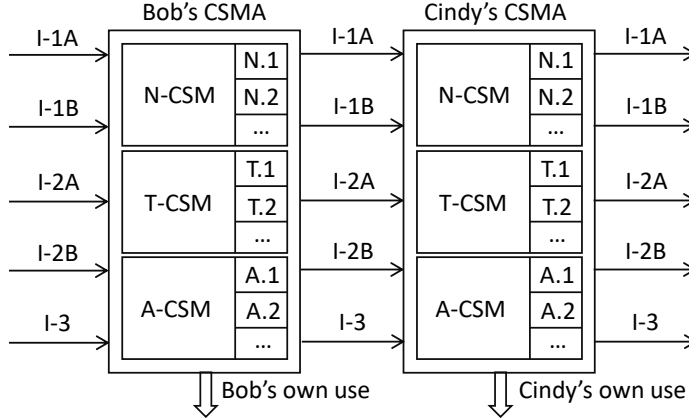 Bob's CSMA
Cindy's CSMA
I-1A
I-1B
I-2A
I-2B
I-3
N-CSM
N.1
N.2
...
T-CSM
T.1
T.2
...
A-CSM
A.1
A.2
...
I-1A
I-1B
I-2A
I-2B
I-3
N-CSM
N.1
N.2
...
T-CSM
T.1
T.2
...
A-CSM
A.1
A.2
...
I-1A
I-1B
I-2A
I-2B
I-3
Bob's own use
Cindy's own use